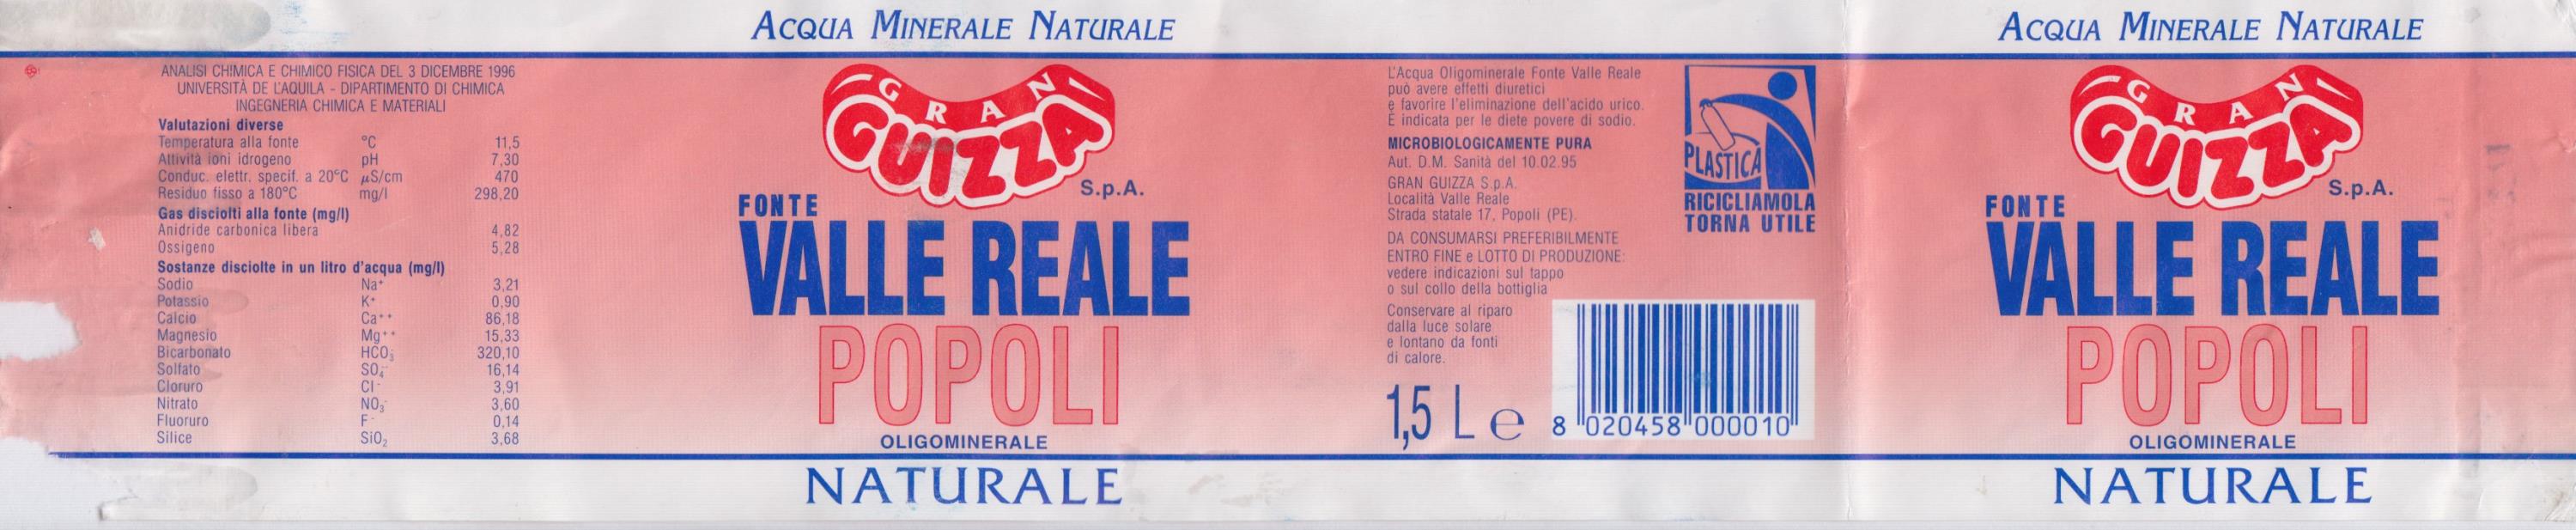 ACQUA MINERALE NATURALE
ANALISI CHIMICA E CHIMICO FISICA DEL 3 DICEMBRE 1996
UNIVERSITÀ DE L'AQUILA - DIPARTIMENTO DI CHIMICA
INGEGNERIA CHIMICA E MATERIALI
Valutazioni diverse
Temperatura alla fonte °C 11,5
Attività ioni idrogeno pH 7,30
Conduc. elettr. specif. a 20°C µS/cm 470
Residuo fisso a 180°C mg/l 298,20
Gas disciolti alla fonte (mg/l)
Anidride carbonica libera 4,82
Ossigeno 5,28
Sostanze disciolte in un litro d'acqua (mg/l)
Sodio Na⁺ 3,21
Potassio K⁺ 0,90
Calcio Ca⁺⁺ 86,18
Magnesio Mg⁺⁺ 15,33
Bicarbonato HCO₃⁻ 320,10
Solfato SO₄⁻⁻ 16,14
Cloruro Cl⁻ 3,91
Nitrato NO₃⁻ 3,60
Fluoruro F⁻ 0,14
Silice SiO₂ 3,68
GRAN
GUIZZA
S.p.A.
FONTE
VALLE REALE
POPOLI
OLIGOMINERALE
NATURALE
L'Acqua Oligominerale Fonte Valle Reale
può avere effetti diuretici
e favorire l'eliminazione dell'acido urico.
È indicata per le diete povere di sodio.
MICROBIOLOGICAMENTE PURA
Aut. D.M. Sanità del 10.02.95
GRAN GUIZZA S.p.A.
Località Valle Reale
Strada statale 17, Popoli (PE).
DA CONSUMARSI PREFERIBILMENTE
ENTRO FINE e LOTTO DI PRODUZIONE:
vedere indicazioni sul tappo
o sul collo della bottiglia
Conservare al riparo
dalla luce solare
e lontano da fonti
di calore.
1,5 L e
PLASTICA
RICICLIAMOLA
TORNA UTILE
8 020458 000010
ACQUA MINERALE NATURALE
GRAN
GUIZZA
S.p.A.
FONTE
VALLE REALE
POPOLI
OLIGOMINERALE
NATURALE